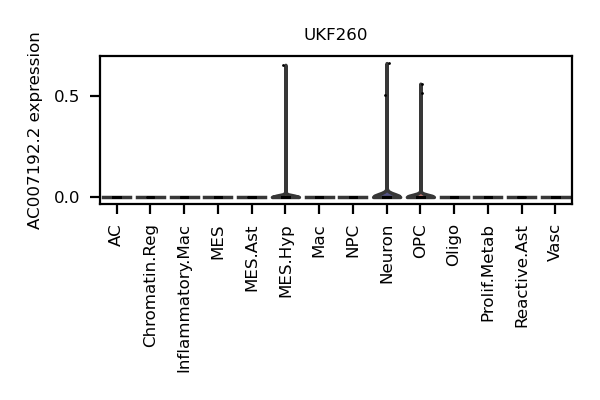 UKF260
AC007192.2 expression
0.5
0.0
AC
Chromatin.Reg
Inflammatory.Mac
MES
MES.Ast
MES.Hyp
Mac
NPC
Neuron
OPC
Oligo
Prolif.Metab
Reactive.Ast
Vasc